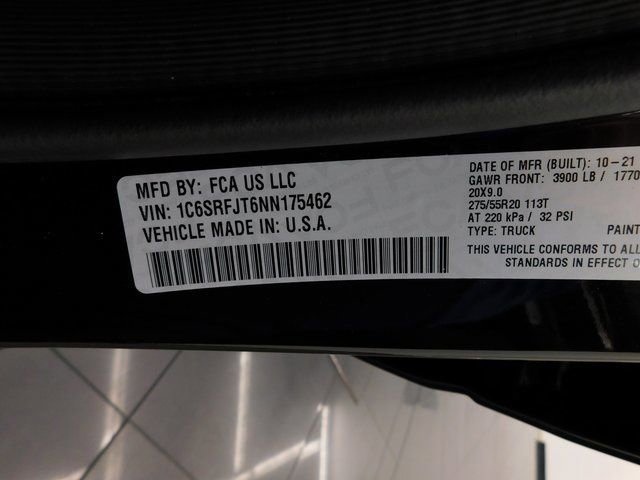 MFD BY: FCA US LLC
VIN: 1C6SRFJT6NN175462
VEHICLE MADE IN: U.S.A.
DATE OF MFR (BUILT): 10-21
GAWR FRONT: 3900 LB / 1770
20X9.0
275/55R20 113T
AT 220 kPa / 32 PSI
TYPE: TRUCK PAINT
THIS VEHICLE CONFORMS TO ALL
STANDARDS IN EFFECT O